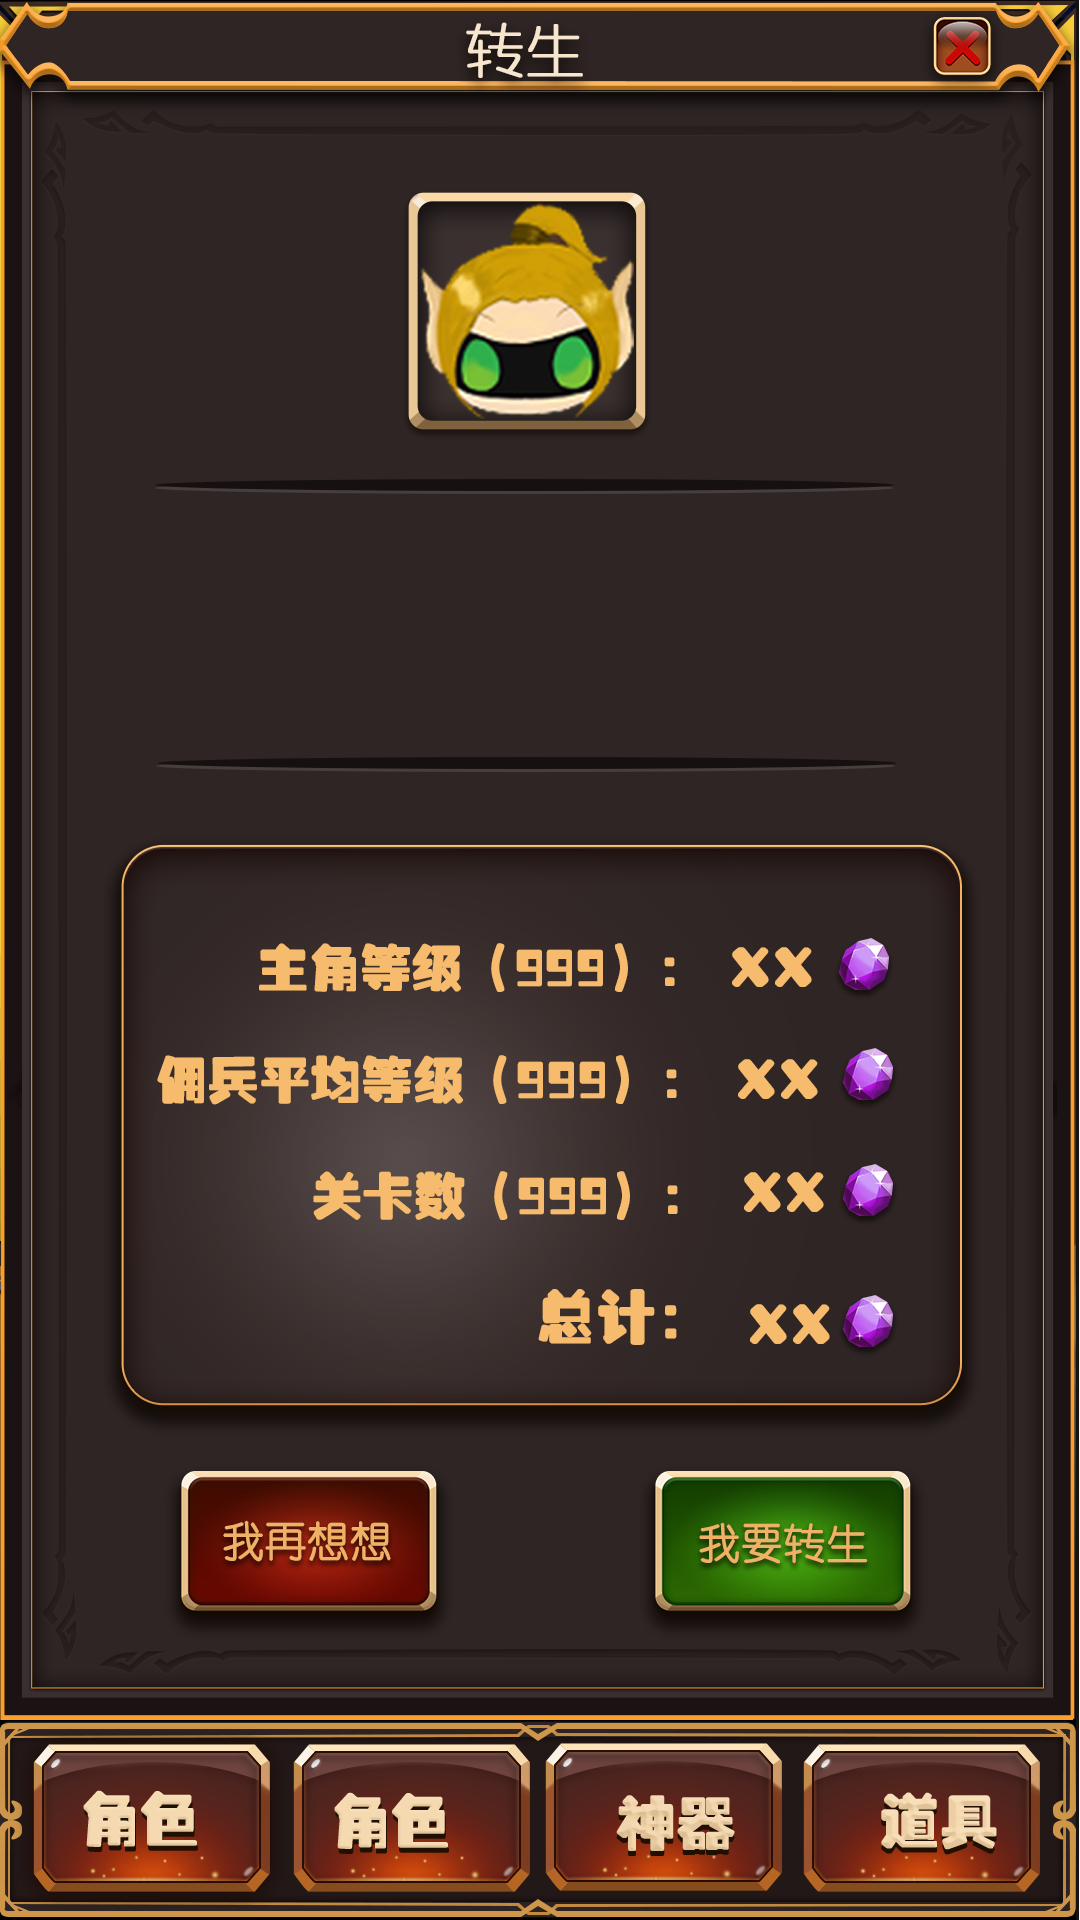 转生
主角等级（999）： XX
佣兵平均等级（999）： XX
关卡数（999）： XX
总计： XX
我再想想 我要转生
角色 角色 神器 道具